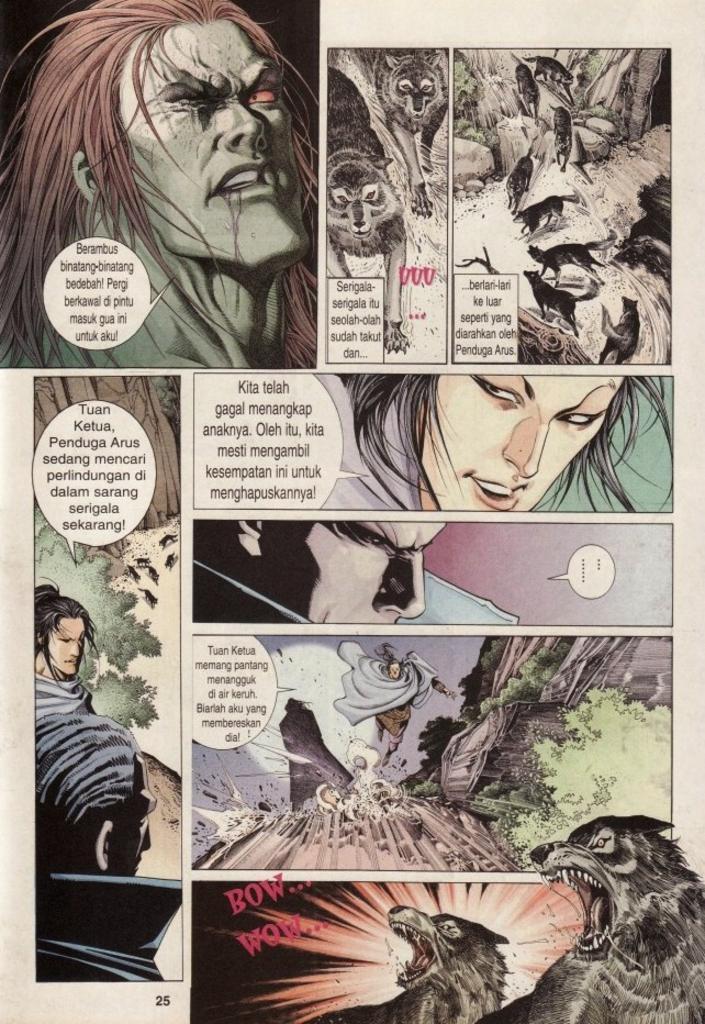 Berambus
binatang-binatang
bedebah! Pergi
berkawal di pintu
masuk gua ini
untuk aku!
UUU
...
Serigala-
serigala itu
seolah-olah
sudah takut
dan...
...berlari-lari
ke luar
seperti yang
diarahkan oleh
Penduga Arus.
Tuan
Ketua,
Penduga Arus
sedang mencari
perlindungan di
dalam sarang
serigala
sekarang!
Kita telah
gagal menangkap
anaknya. Oleh itu, kita
mesti mengambil
kesempatan ini untuk
menghapuskannya!
......
Tuan Ketua
memang pantang
menangguk
di air keruh.
Biarlah aku yang
membereskan
dia!
BOW...
WOW...
25